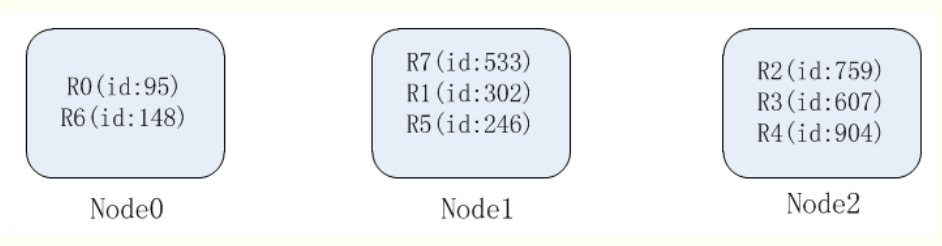 R0(id:95)
R6(id:148)
Node0
R7(id:533)
R1(id:302)
R5(id:246)
Node1
R2(id:759)
R3(id:607)
R4(id:904)
Node2